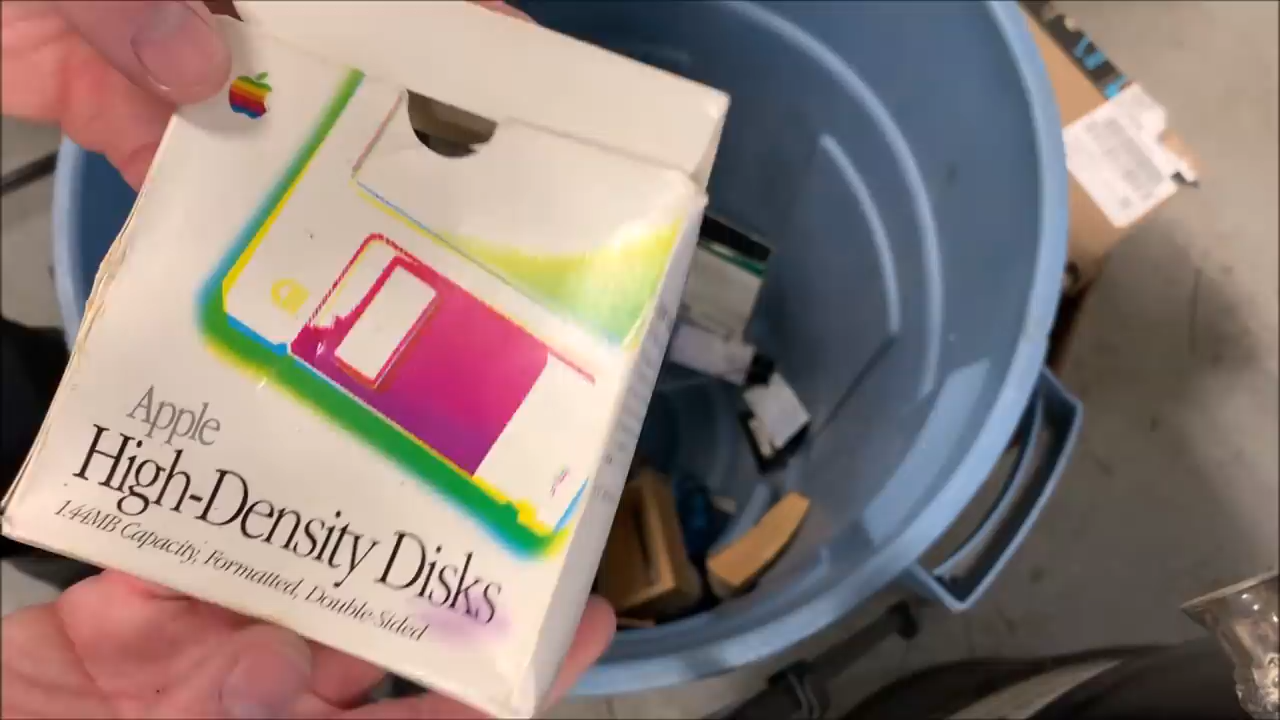 Apple
High-Density Disks
1.44MB Capacity, Formatted, Double Sided